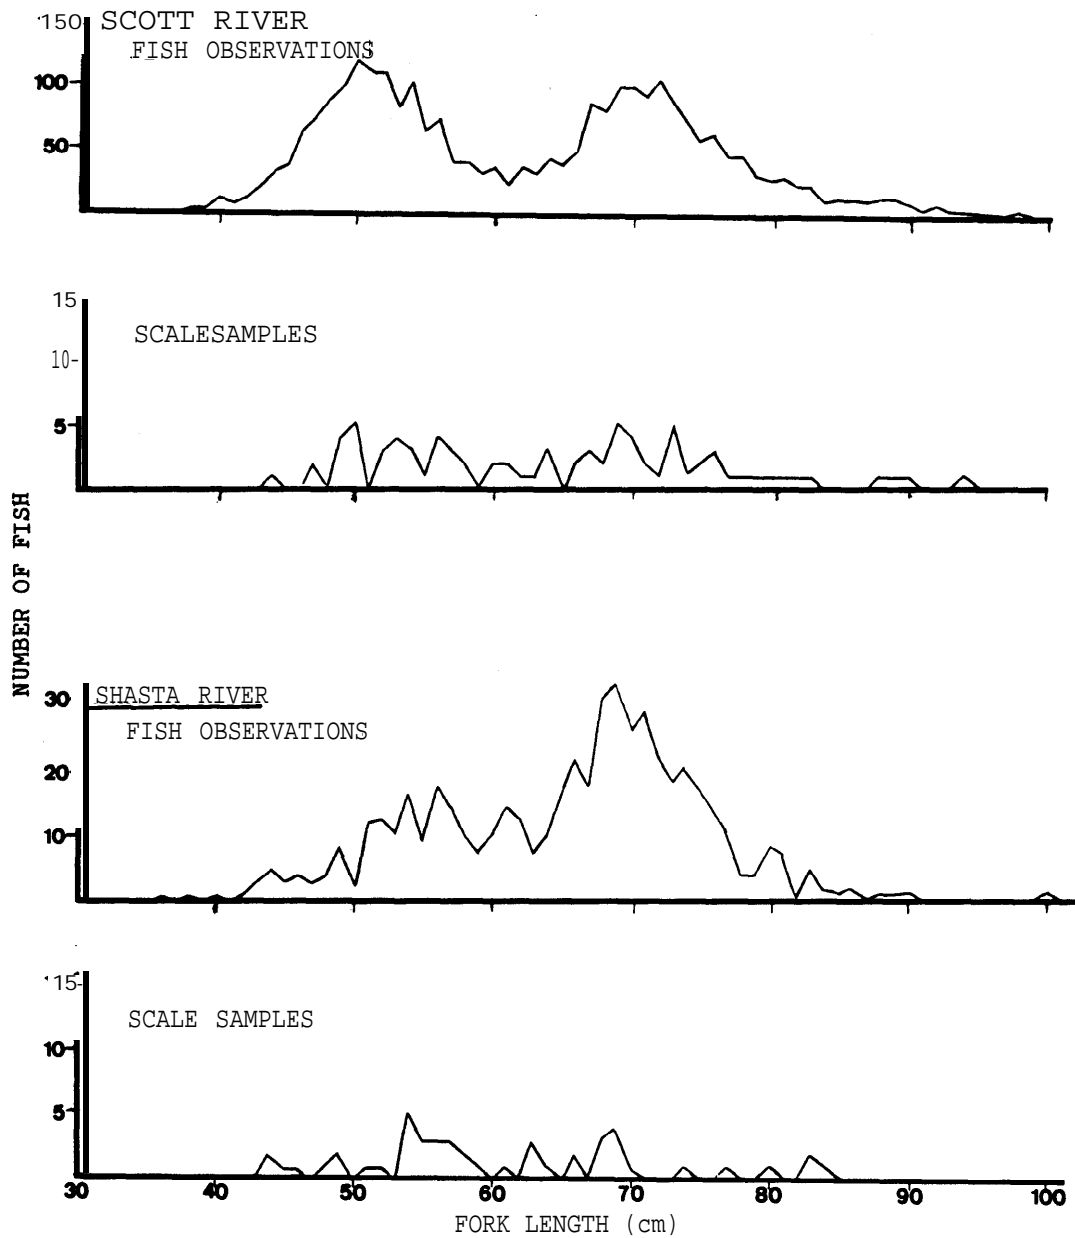 150 SCOTT RIVER
FISH OBSERVATIONS
100
50
15
SCALESAMPLES
10
5
NUMBER OF FISH
30 SHASTA RIVER
FISH OBSERVATIONS
20
10
15
SCALE SAMPLES
10
5
30 40 50 60 70 80 90 100
FORK LENGTH (cm)